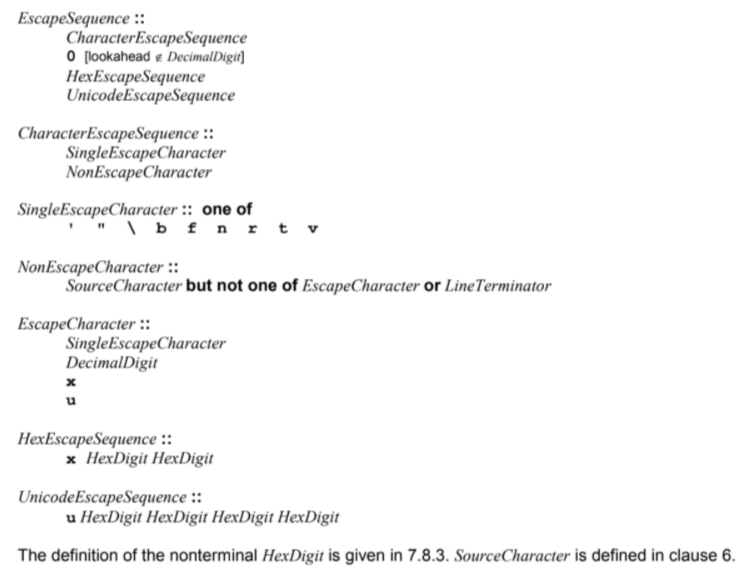 EscapeSequence ::
CharacterEscapeSequence
0 [lookahead ∉ DecimalDigit]
HexEscapeSequence
UnicodeEscapeSequence
CharacterEscapeSequence ::
SingleEscapeCharacter
NonEscapeCharacter
SingleEscapeCharacter :: one of
' " \ b f n r t v
NonEscapeCharacter ::
SourceCharacter but not one of EscapeCharacter or LineTerminator
EscapeCharacter ::
SingleEscapeCharacter
DecimalDigit
x
u
HexEscapeSequence ::
x HexDigit HexDigit
UnicodeEscapeSequence ::
u HexDigit HexDigit HexDigit HexDigit
The definition of the nonterminal HexDigit is given in 7.8.3. SourceCharacter is defined in clause 6.